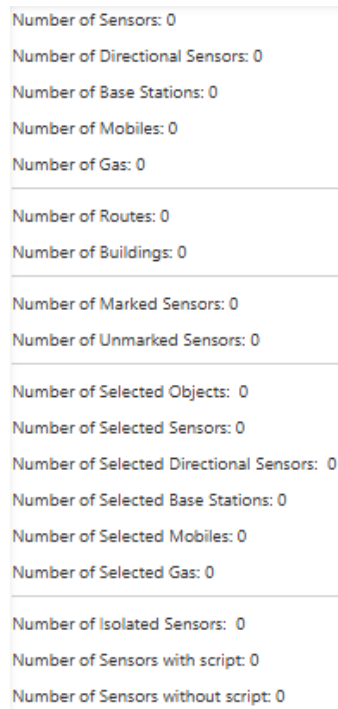 Number of Sensors: 0
Number of Directional Sensors: 0
Number of Base Stations: 0
Number of Mobiles: 0
Number of Gas: 0
Number of Routes: 0
Number of Buildings: 0
Number of Marked Sensors: 0
Number of Unmarked Sensors: 0
Number of Selected Objects:  0
Number of Selected Sensors: 0
Number of Selected Directional Sensors:  0
Number of Selected Base Stations: 0
Number of Selected Mobiles: 0
Number of Selected Gas: 0
Number of Isolated Sensors:  0
Number of Sensors with script: 0
Number of Sensors without script: 0